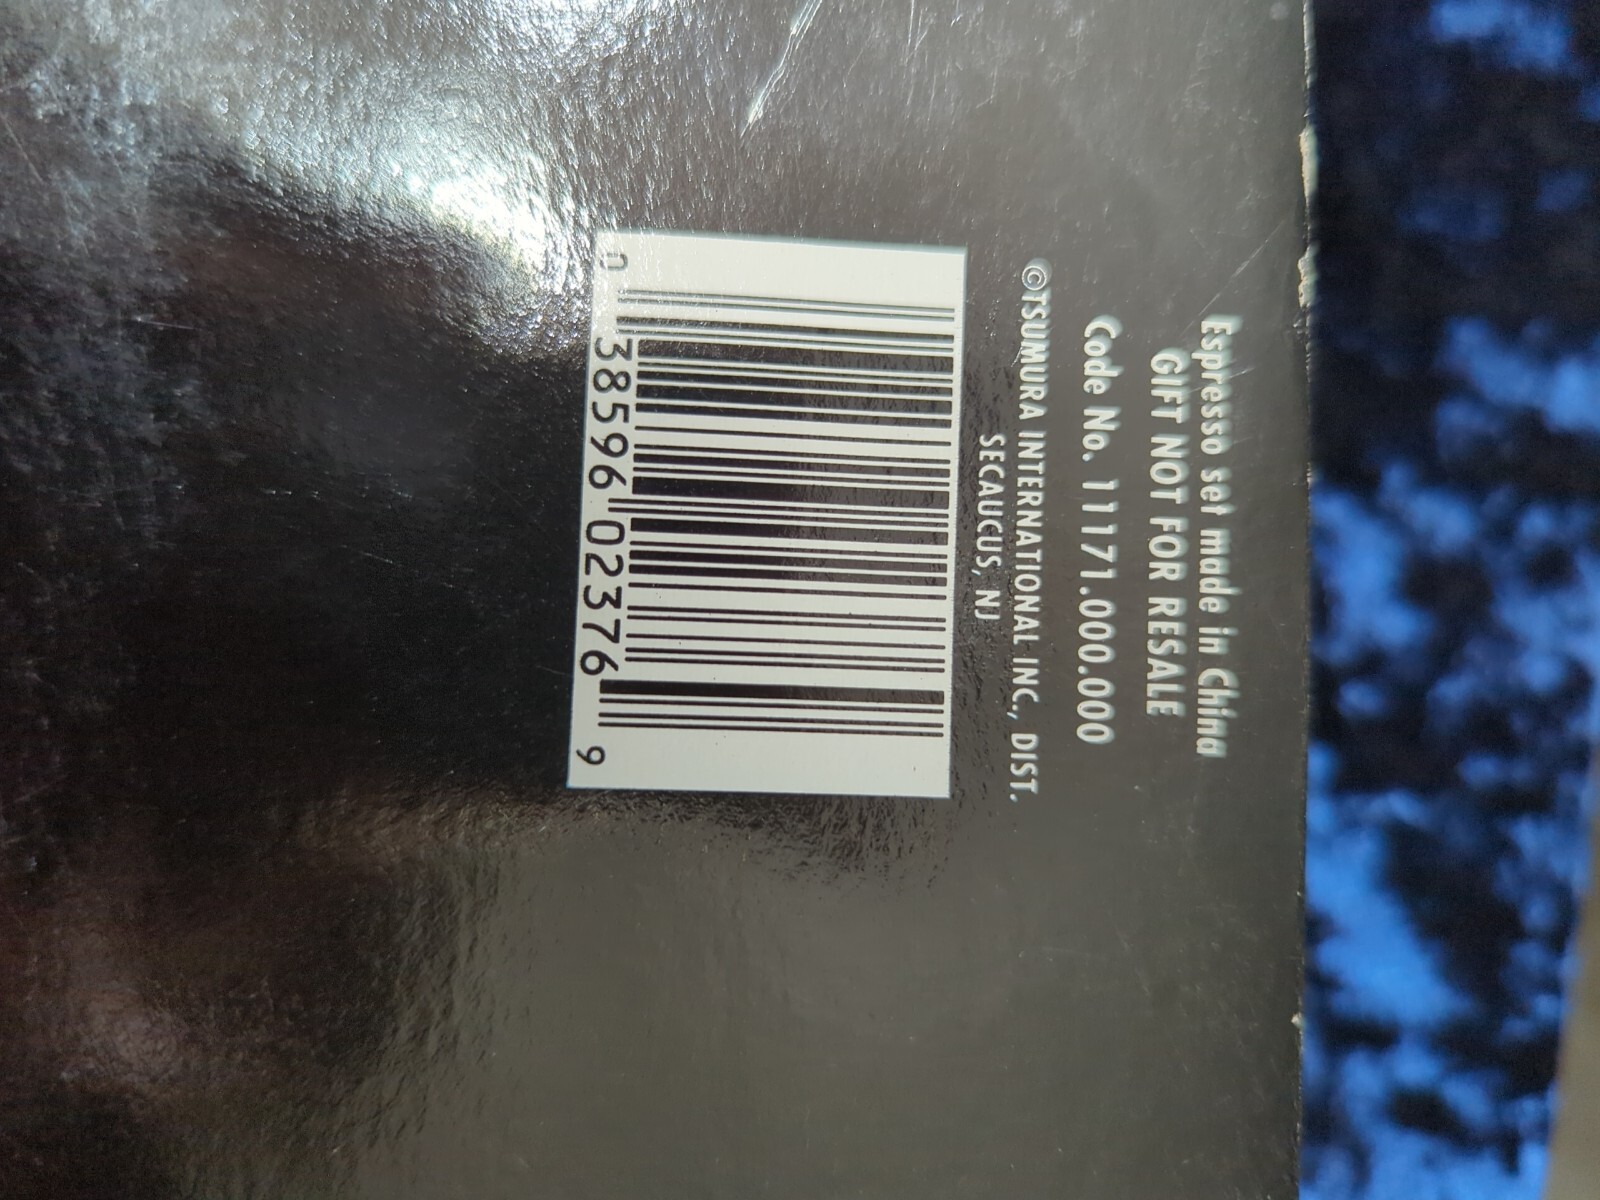 Espresso set made in China
GIFT NOT FOR RESALE
Code No. 11171.000.000
©TSUMURA INTERNATIONAL INC., DIST.
SECAUCUS, NJ
0 38596 02376 9